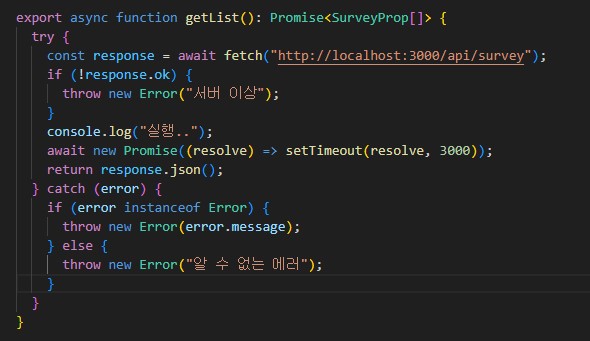 export async function getList(): Promise<SurveyProp[]> {
try {
const response = await fetch("http://localhost:3000/api/survey");
if (!response.ok) {
throw new Error("서버 이상");
}
console.log("실행..");
await new Promise((resolve) => setTimeout(resolve, 3000));
return response.json();
} catch (error) {
if (error instanceof Error) {
throw new Error(error.message);
} else {
throw new Error("알 수 없는 에러");
}
}
}